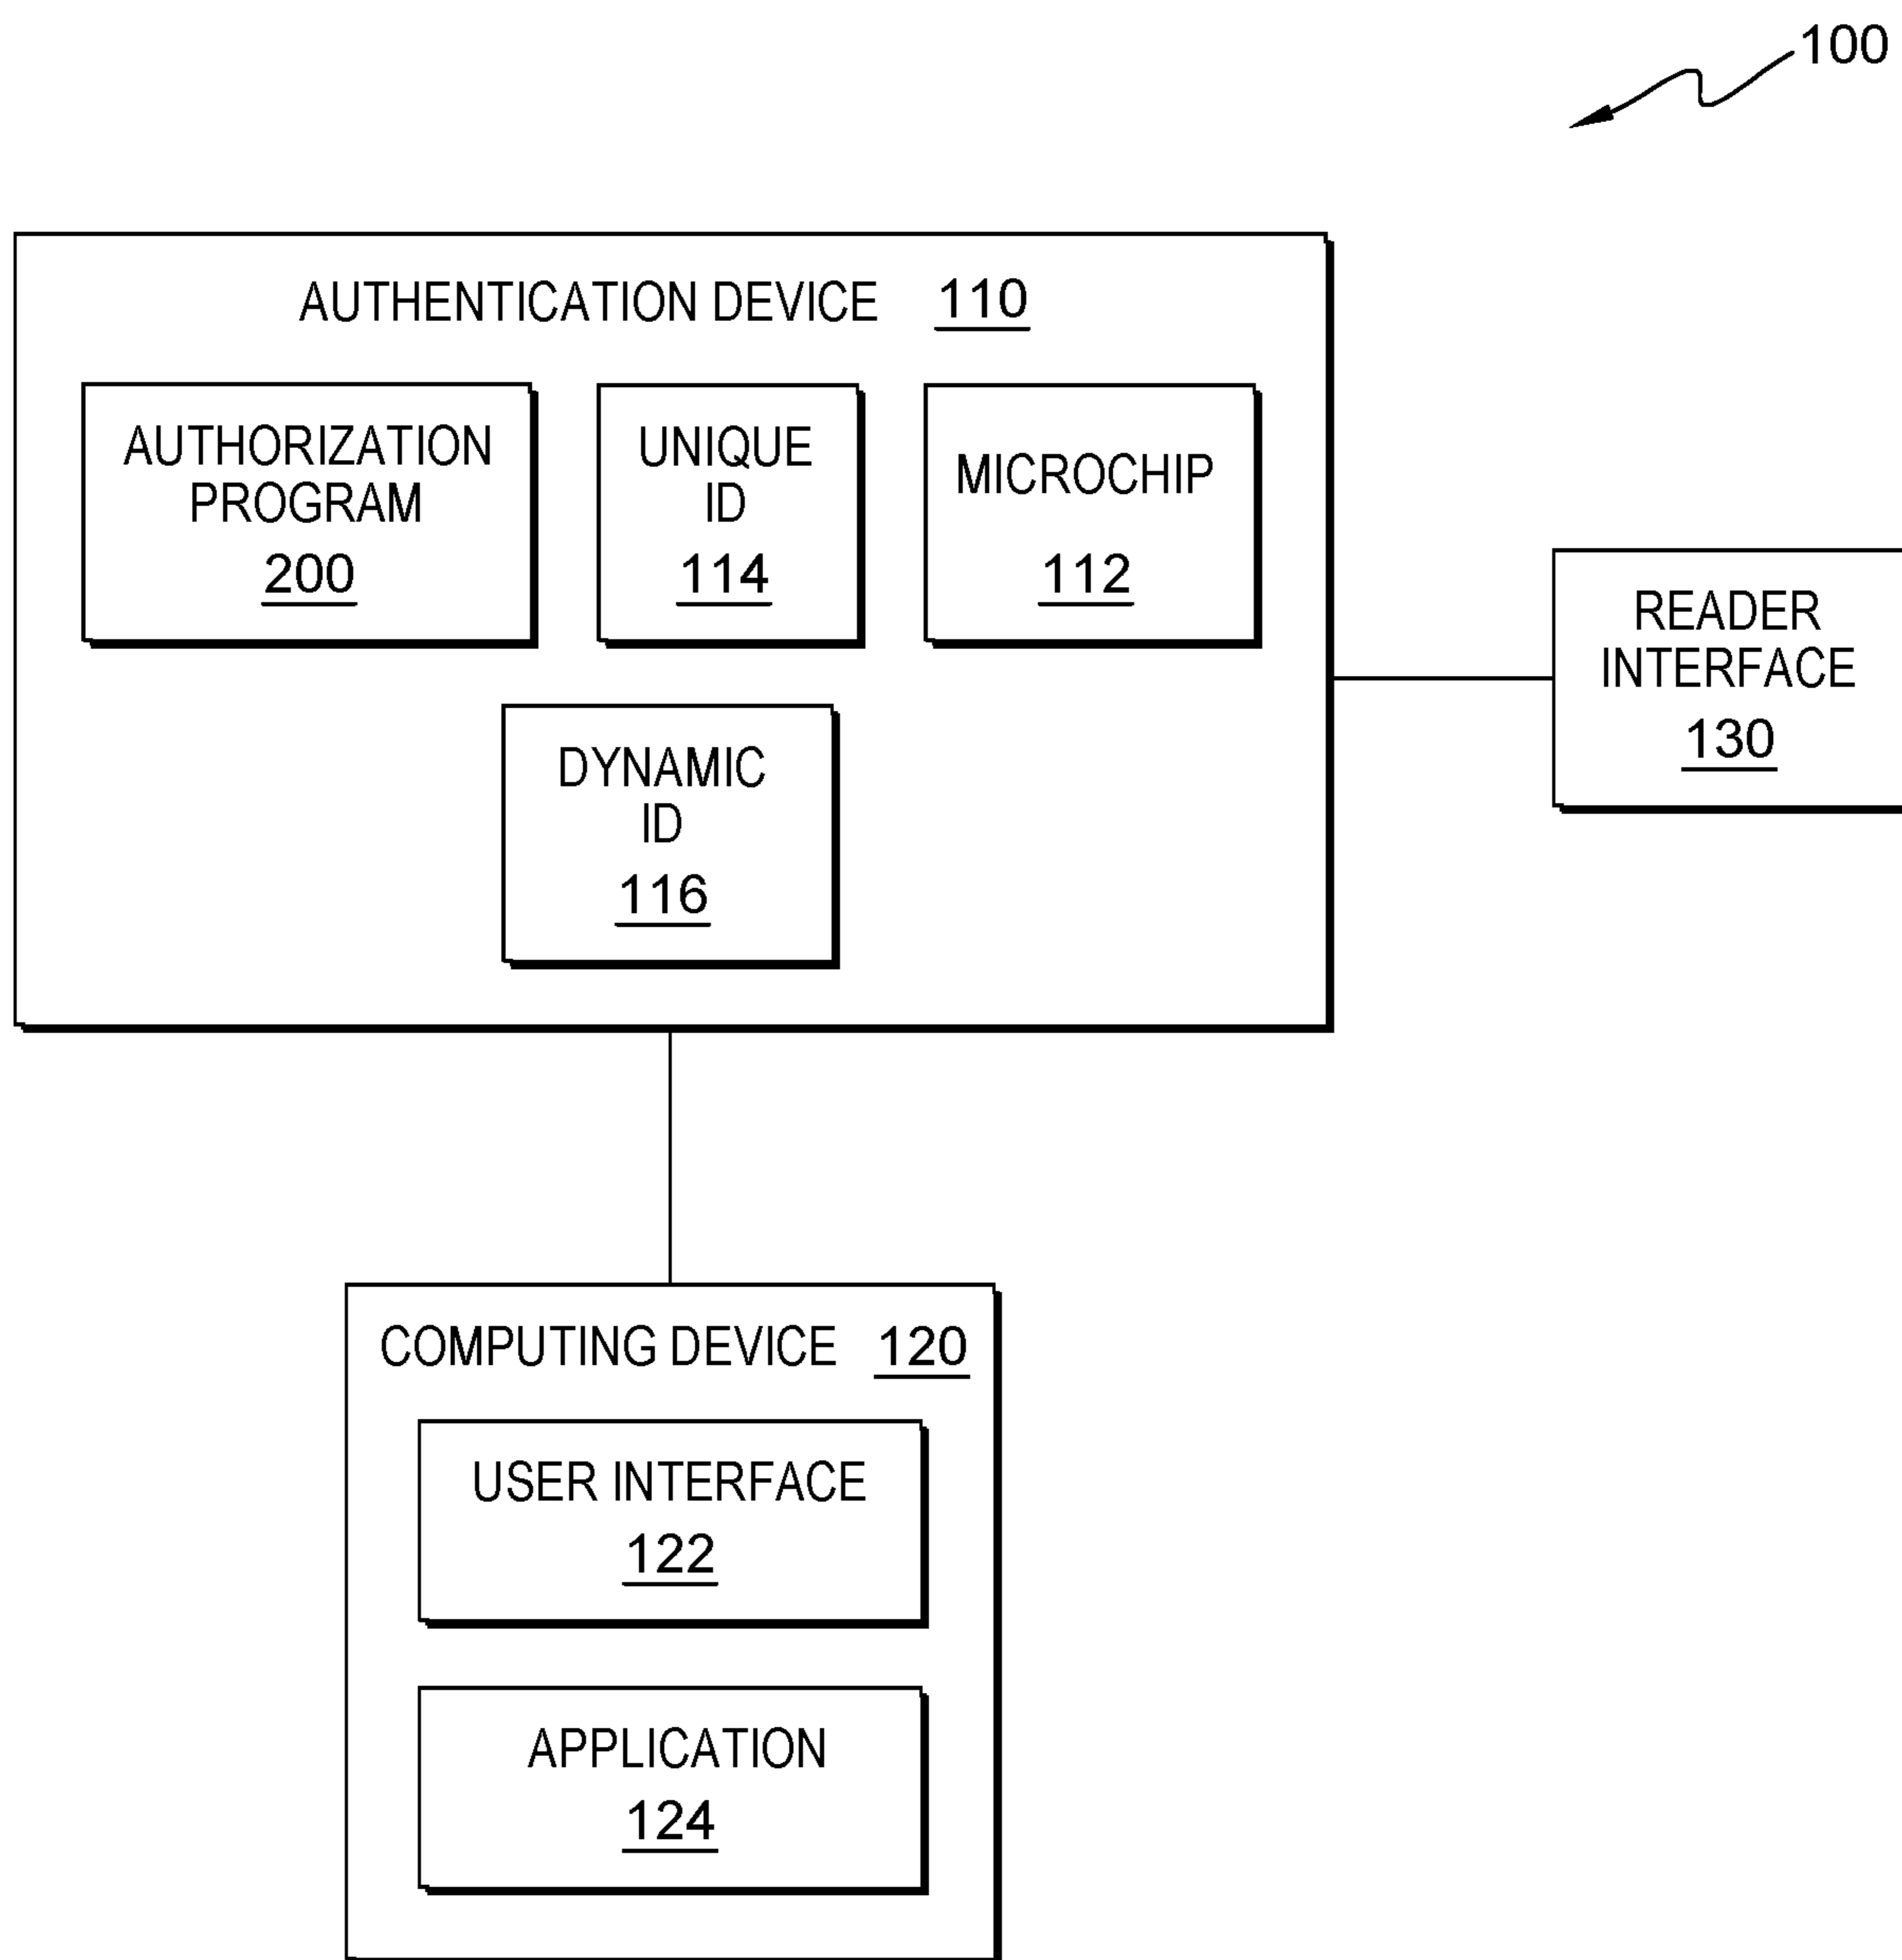 100
AUTHENTICATION DEVICE 110
AUTHORIZATION
PROGRAM
200
UNIQUE
ID
114
MICROCHIP
112
READER
INTERFACE
130
DYNAMIC
ID
116
COMPUTING DEVICE 120
USER INTERFACE
122
APPLICATION
124